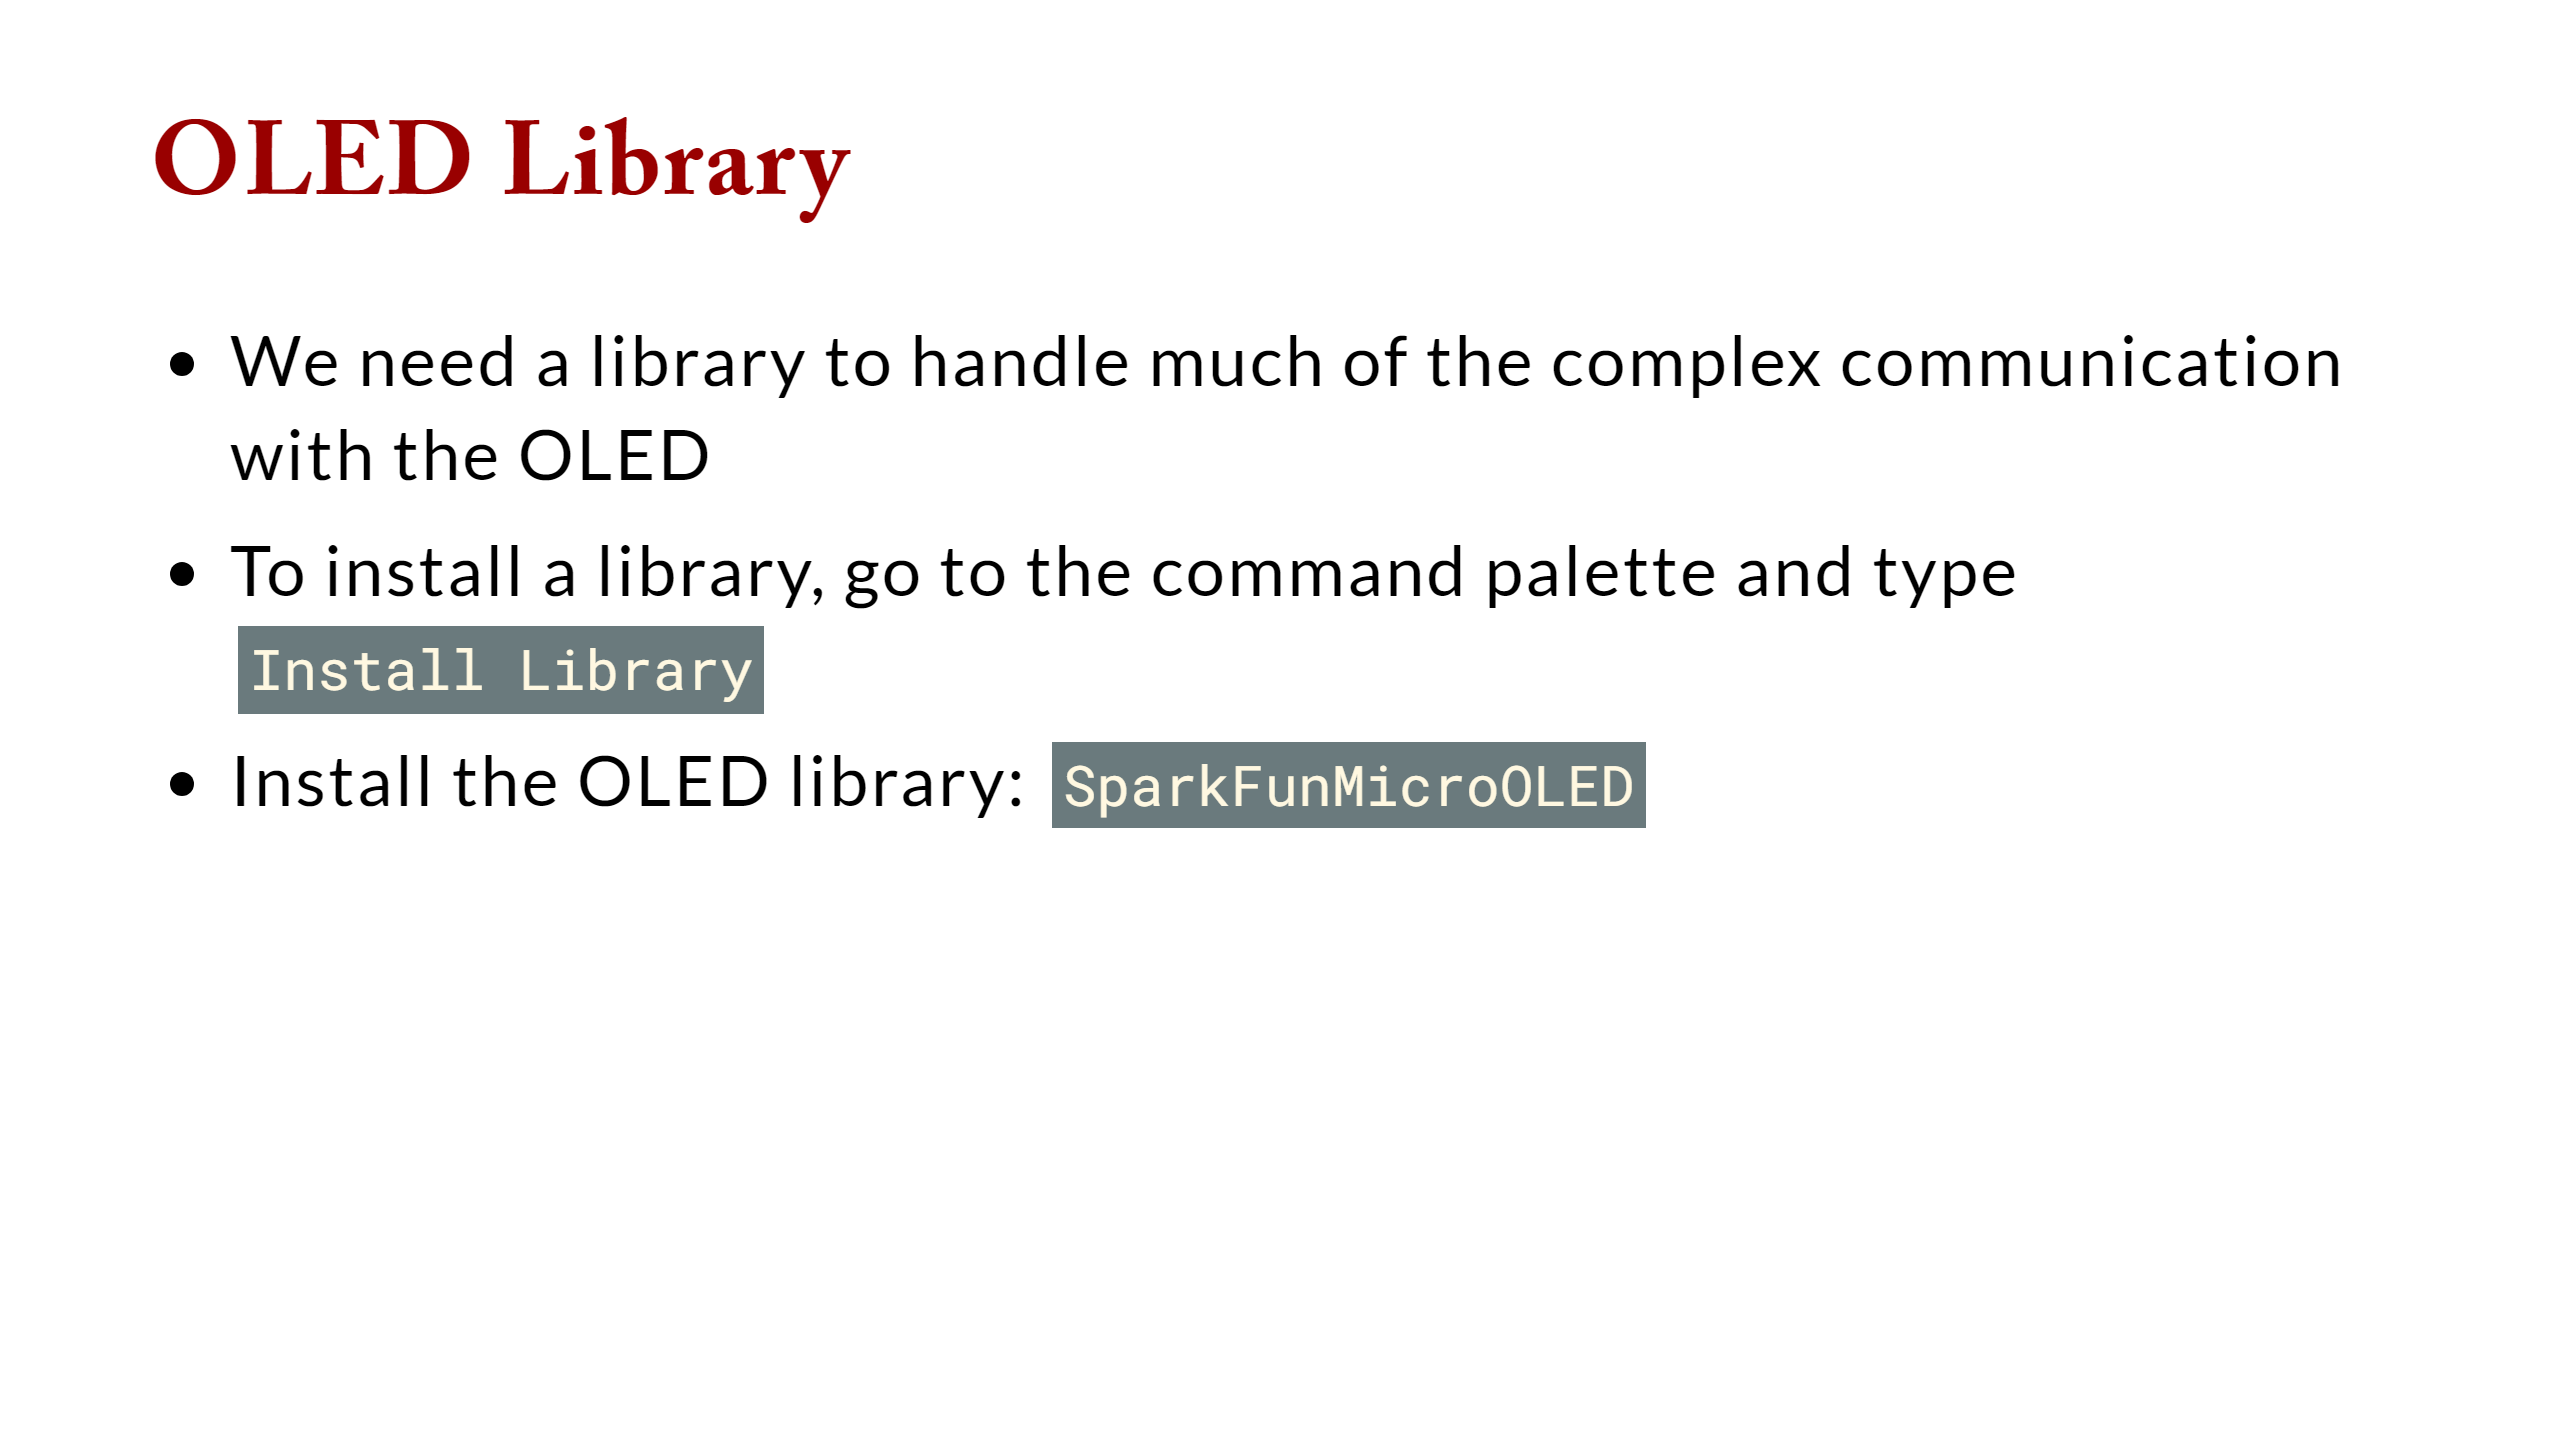 OLED Library
• We need a library to handle much of the complex communication
with the OLED
• To install a library, go to the command palette and type
Install Library
• Install the OLED library: SparkFunMicroOLED